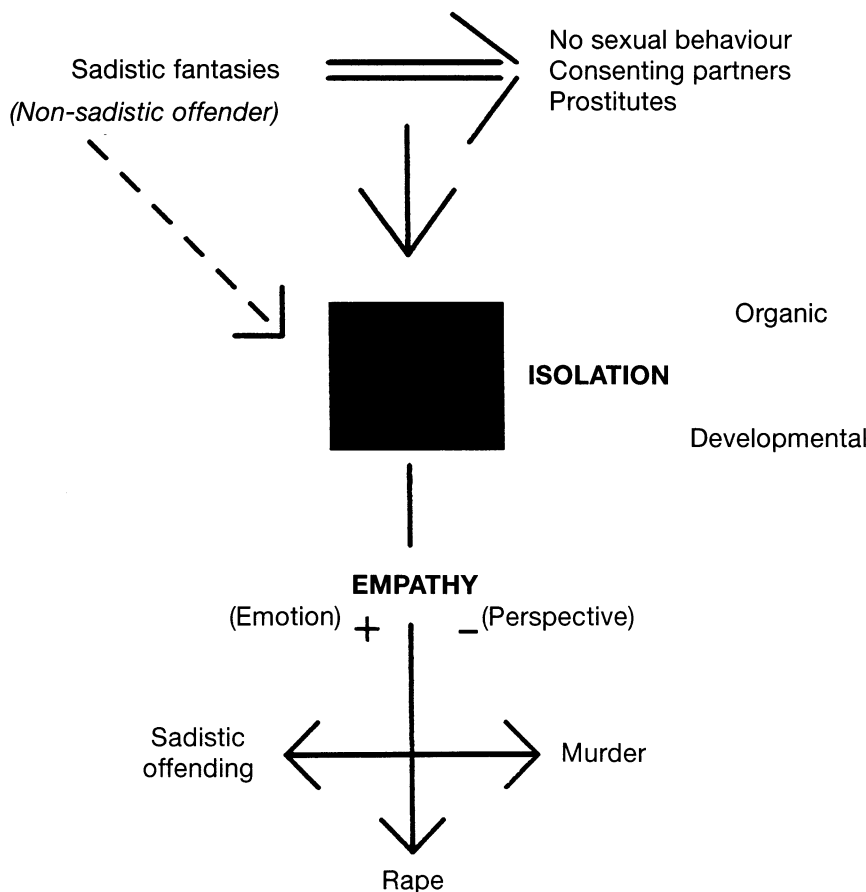 Sadistic fantasies
(Non-sadistic offender)
No sexual behaviour
Consenting partners
Prostitutes
Organic
ISOLATION
Developmental
EMPATHY
(Emotion) + – (Perspective)
Sadistic
offending
Murder
Rape